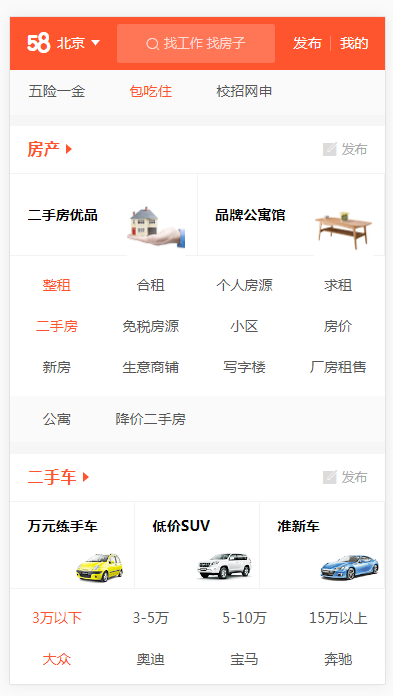 58 北京 找工作 找房子 发布 我的
五险一金 包吃住 校招网申
房产 发布
二手房优品 品牌公寓馆
整租 合租 个人房源 求租
二手房 免税房源 小区 房价
新房 生意商铺 写字楼 厂房租售
公寓 降价二手房
二手车 发布
万元练手车 低价SUV 准新车
3万以下 3-5万 5-10万 15万以上
大众 奥迪 宝马 奔驰